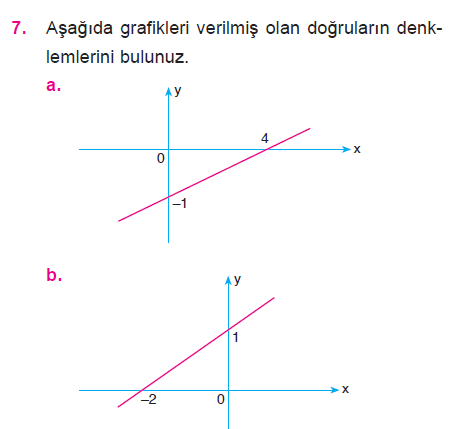 7. Aşağıda grafikleri verilmiş olan doğruların denk-
lemlerini bulunuz.
a.
y
4
x
0
–1
b.
y
1
x
–2
0